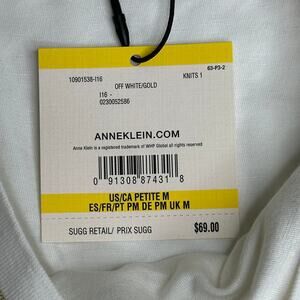 63-P3-2
10901538-I16 KNITS 1
OFF WHITE/GOLD
I16 -
0230052586
ANNEKLEIN.COM
Anne Klein is a registered trademark of WHP Global all rights reserved
0 91308 87431 8
US/CA PETITE M
ES/FR/PT PM DE PM UK M
SUGG RETAIL/ PRIX SUGG $69.00